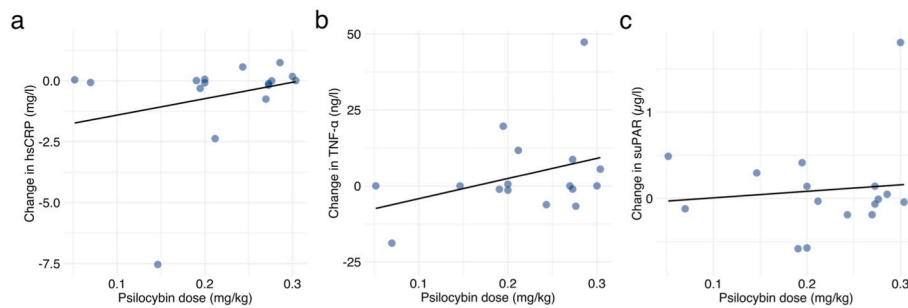 a
Change in hsCRP (mg/l)
0.0
-2.5
-5.0
-7.5
0.1 0.2 0.3
Psilocybin dose (mg/kg)
b
Change in TNF-α (ng/l)
50
25
0
-25
0.1 0.2 0.3
Psilocybin dose (mg/kg)
c
Change in suPAR (µg/l)
1
0
0.1 0.2 0.3
Psilocybin dose (mg/kg)